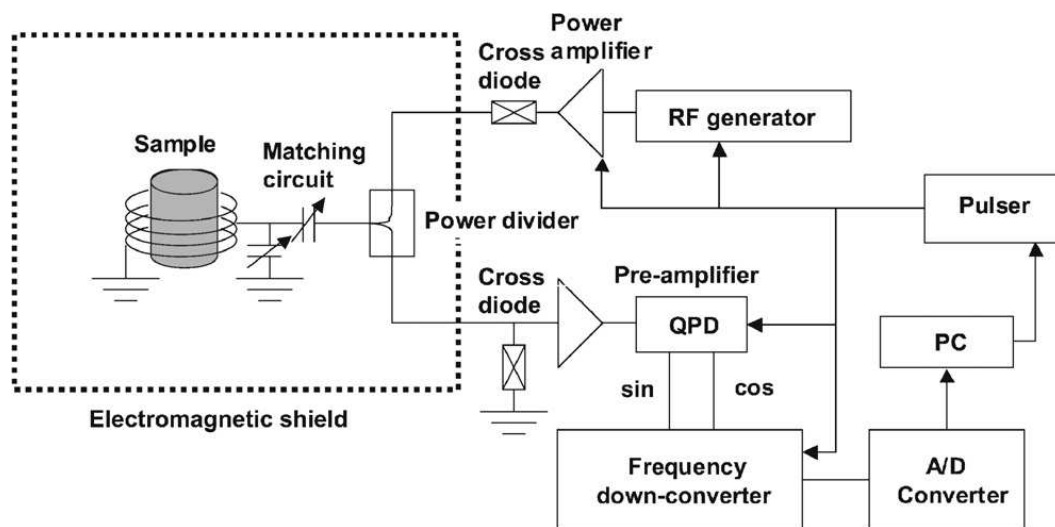 Power
amplifier
Cross
diode
RF generator
Sample
Matching
circuit
Power divider
Pulser
Cross
diode
Pre-amplifier
QPD
PC
sin
cos
Electromagnetic shield
Frequency
down-converter
A/D
Converter